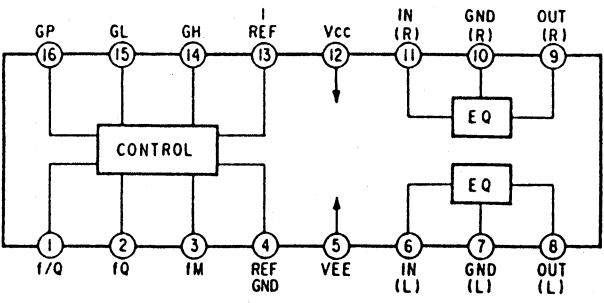 GP GL GH I REF Vcc IN (R) GND (R) OUT (R)
16 15 14 13 12 11 10 9
EQ
CONTROL
EQ
1 2 3 4 5 6 7 8
f/Q fQ fM REF GND VEE IN (L) GND (L) OUT (L)